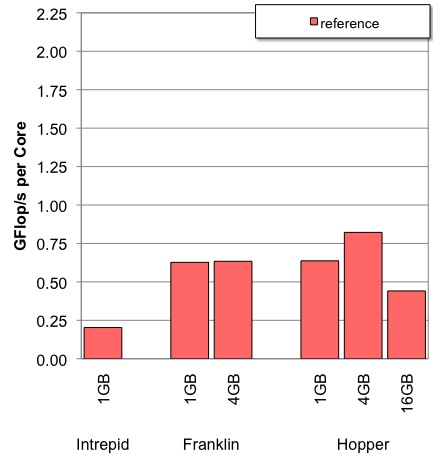 reference
GFlop/s per Core
2.25
2.00
1.75
1.50
1.25
1.00
0.75
0.50
0.25
0.00
1GB
1GB
4GB
1GB
4GB
16GB
Intrepid
Franklin
Hopper